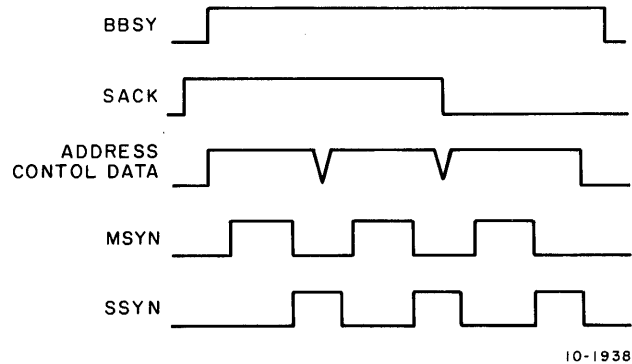 BBSY
SACK
ADDRESS
CONTOL DATA
MSYN
SSYN
10-1938